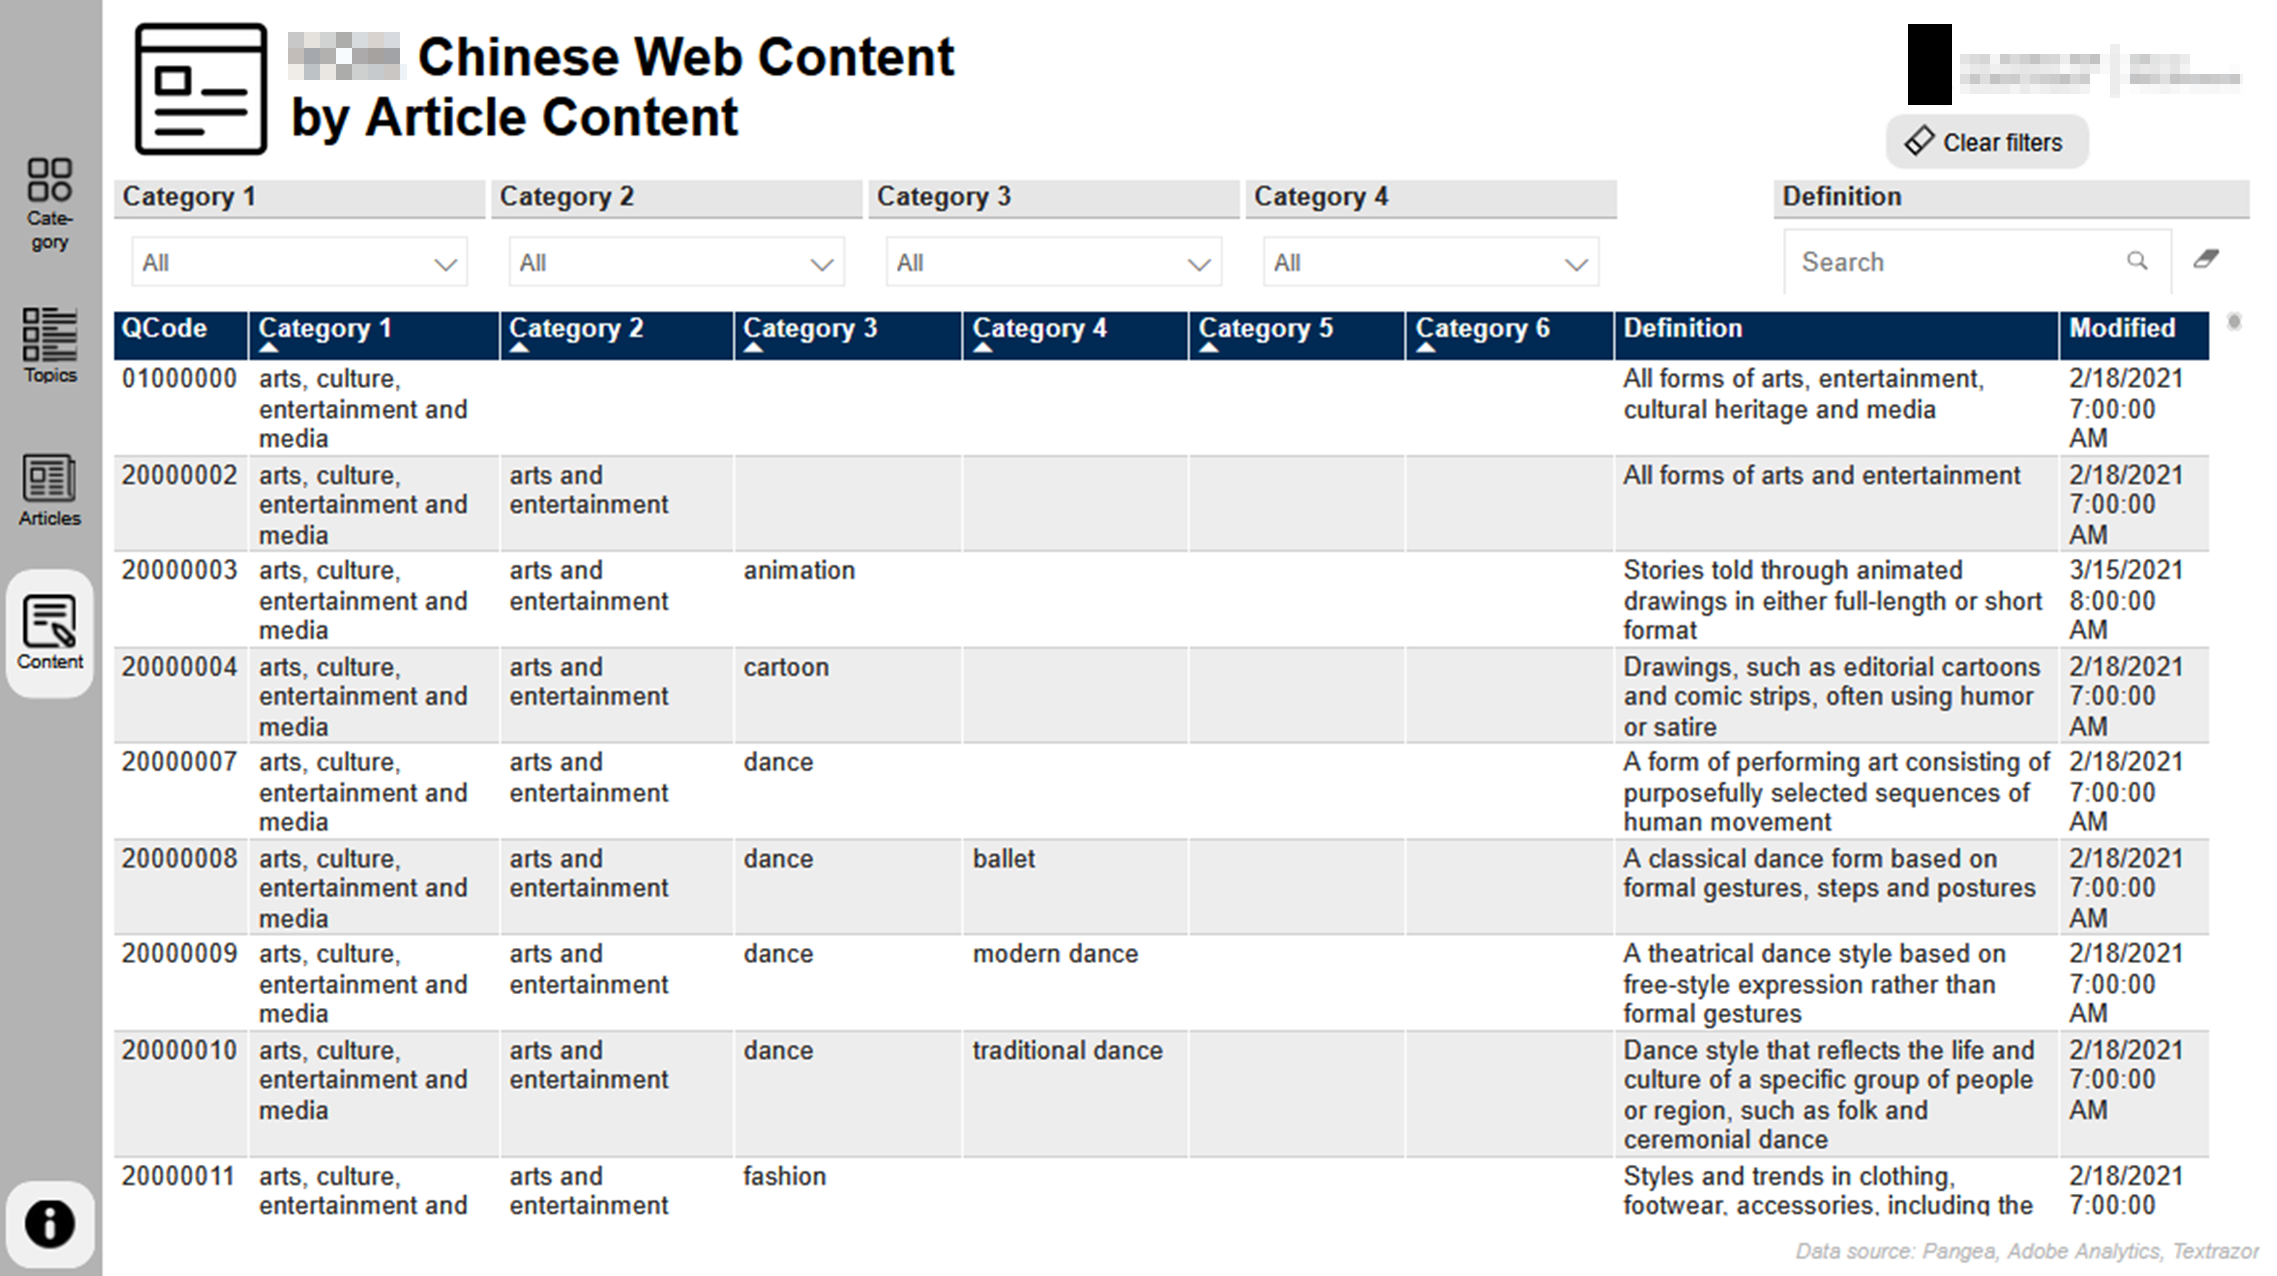 Chinese Web Content
by Article Content
Clear filters
Cate-
gory
Topics
Articles
Content
Category 1 Category 2 Category 3 Category 4 Definition
All All All All Search
QCode Category 1 Category 2 Category 3 Category 4 Category 5 Category 6 Definition Modified
01000000 arts, culture, All forms of arts, entertainment, 2/18/2021
entertainment and cultural heritage and media 7:00:00
media AM
20000002 arts, culture, arts and All forms of arts and entertainment 2/18/2021
entertainment and entertainment 7:00:00
media AM
20000003 arts, culture, arts and animation Stories told through animated 3/15/2021
entertainment and entertainment drawings in either full-length or short 8:00:00
media format AM
20000004 arts, culture, arts and cartoon Drawings, such as editorial cartoons 2/18/2021
entertainment and entertainment and comic strips, often using humor 7:00:00
media or satire AM
20000007 arts, culture, arts and dance A form of performing art consisting of 2/18/2021
entertainment and entertainment purposefully selected sequences of 7:00:00
media human movement AM
20000008 arts, culture, arts and dance ballet A classical dance form based on 2/18/2021
entertainment and entertainment formal gestures, steps and postures 7:00:00
media AM
20000009 arts, culture, arts and dance modern dance A theatrical dance style based on 2/18/2021
entertainment and entertainment free-style expression rather than 7:00:00
media formal gestures AM
20000010 arts, culture, arts and dance traditional dance Dance style that reflects the life and 2/18/2021
entertainment and entertainment culture of a specific group of people 7:00:00
media or region, such as folk and AM
ceremonial dance
20000011 arts, culture, arts and fashion Styles and trends in clothing, 2/18/2021
entertainment and entertainment footwear, accessories, including the 7:00:00
Data source: Pangea, Adobe Analytics, Textrazor